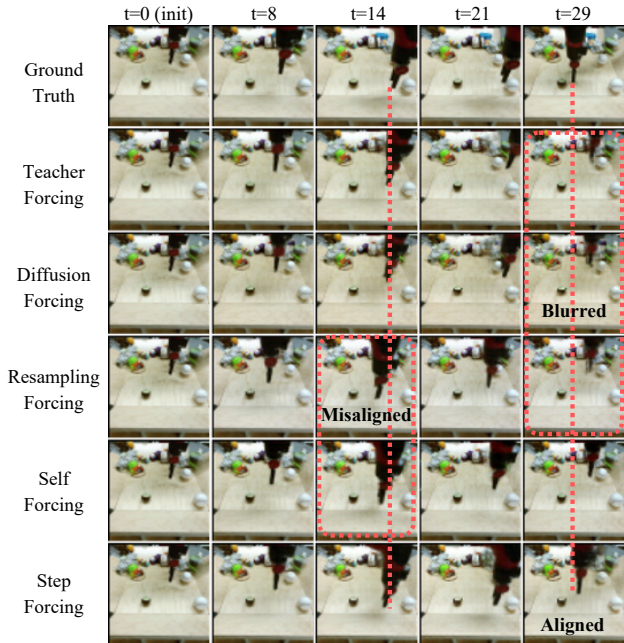 t=0 (init) t=8 t=14 t=21 t=29
Ground
Truth
Teacher
Forcing
Diffusion
Forcing
Blurred
Resampling
Forcing
Misaligned
Self
Forcing
Step
Forcing
Aligned